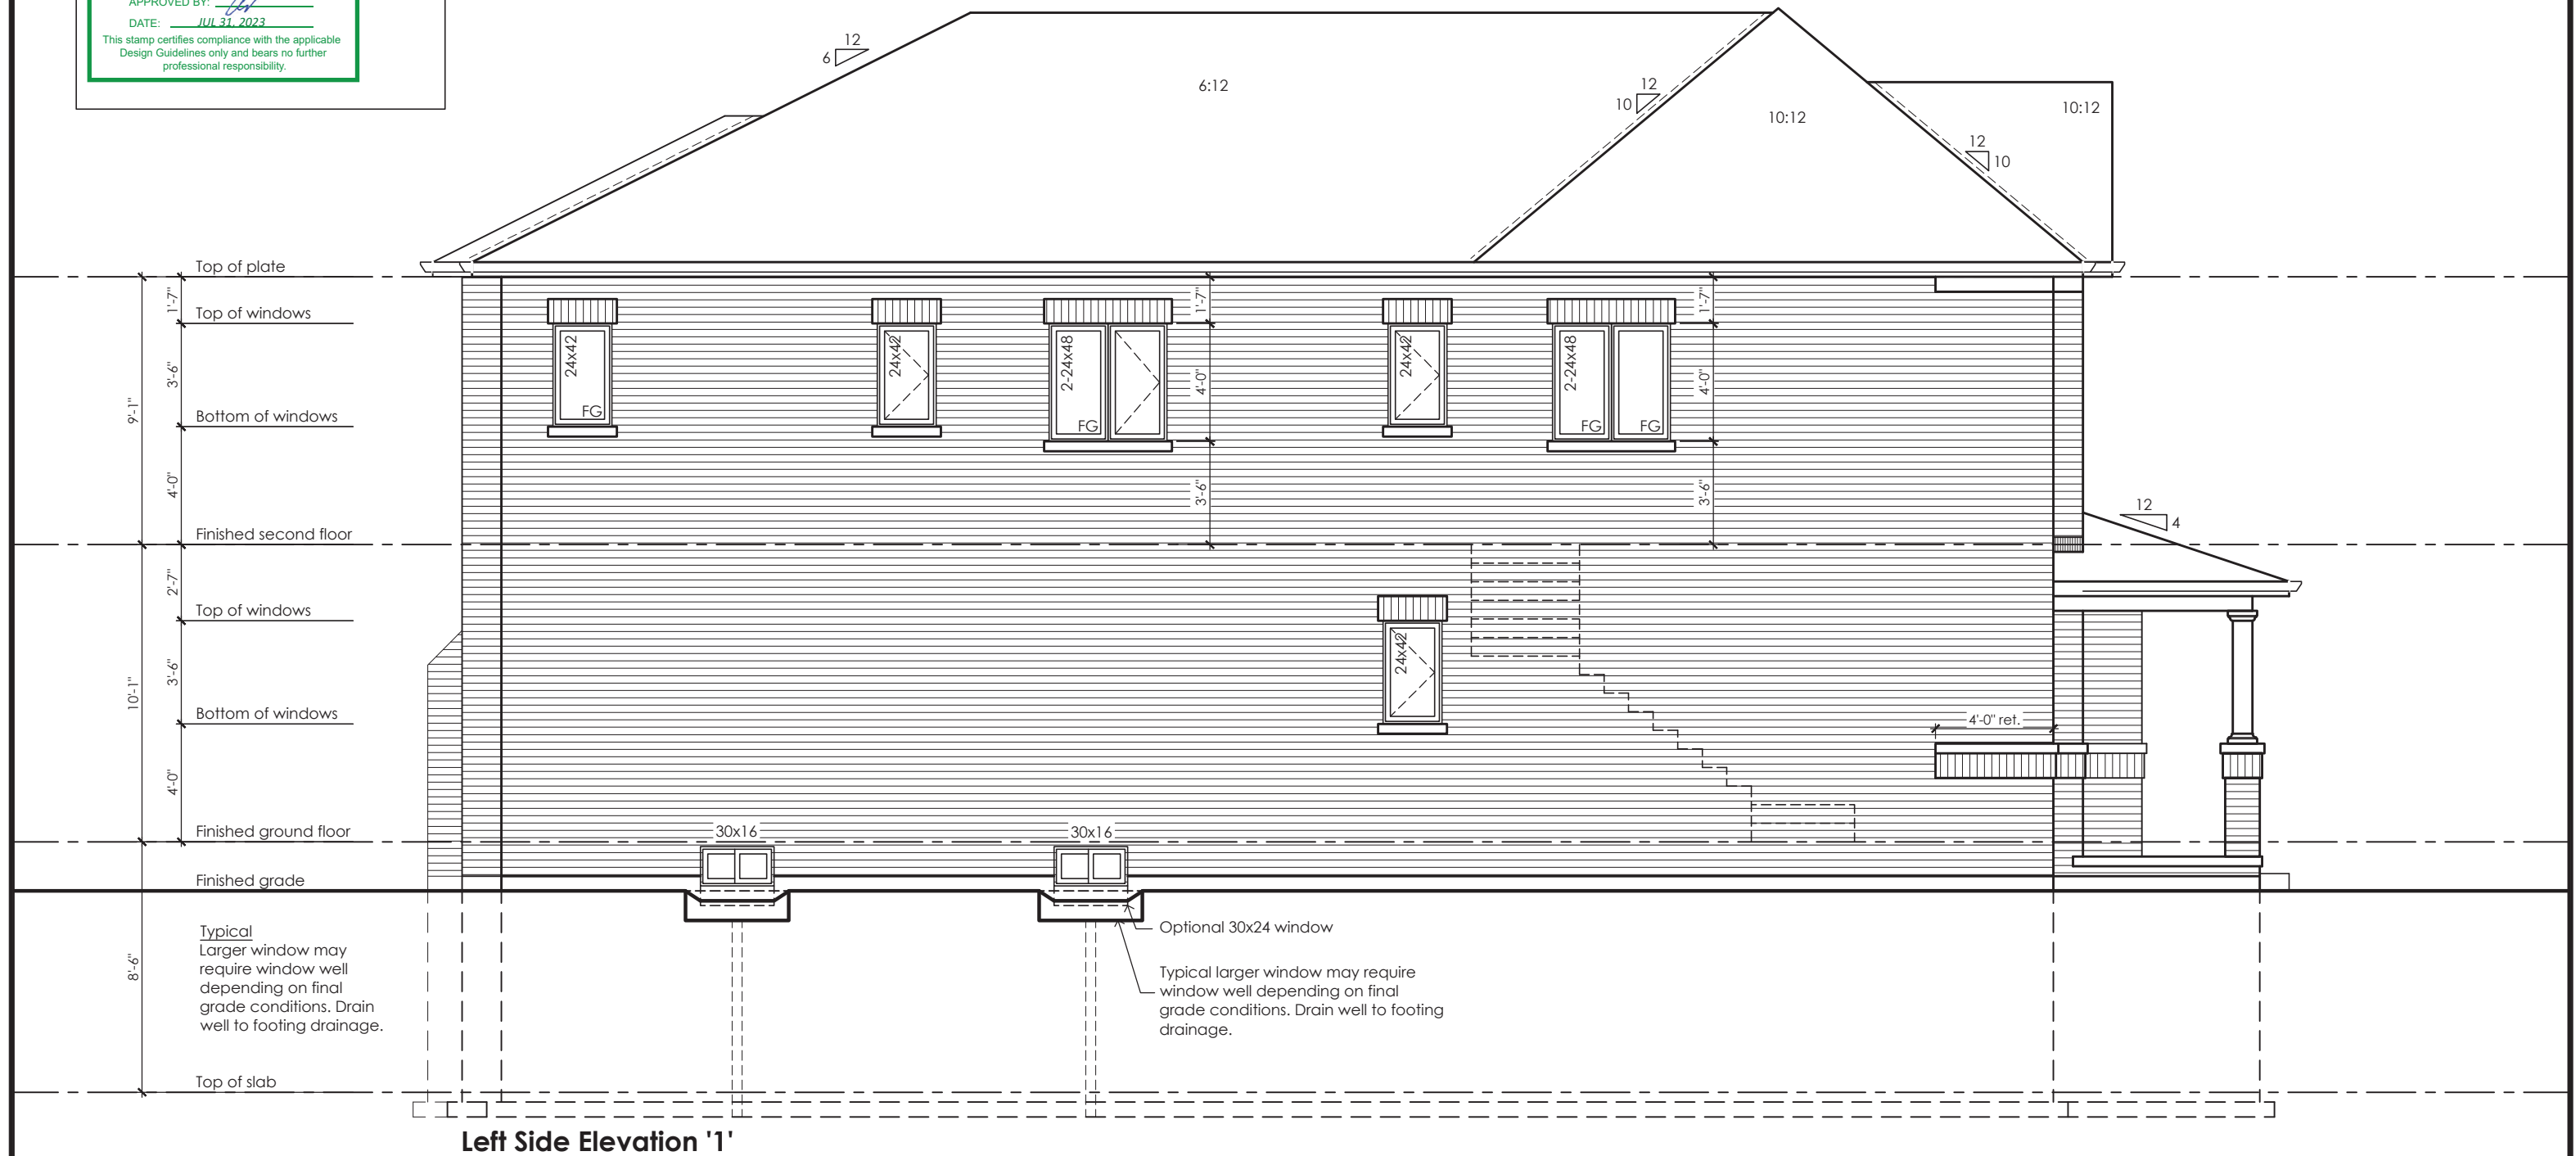 APPROVED BY:
DATE: JUL 31, 2023
This stamp certifies compliance with the applicable
Design Guidelines only and bears no further
professional responsibility.
12
6
6:12
12
10
10:12
10:12
12
10
Top of plate
1'-7"
Top of windows
3'-6"
9'-1"
Bottom of windows
4'-0"
Finished second floor
24x42
FG
24x42
2-24x48
FG
1'-7"
4'-0"
3'-6"
24x42
2-24x48
FG
FG
1'-7"
4'-0"
3'-6"
12
4
2'-7"
Top of windows
3'-6"
10'-1"
Bottom of windows
4'-0"
Finished ground floor
24x42
4'-0" ret.
30x16
30x16
Finished grade
8'-6"
Typical
Larger window may
require window well
depending on final
grade conditions. Drain
well to footing drainage.
Optional 30x24 window
Typical larger window may require
window well depending on final
grade conditions. Drain well to footing
drainage.
Top of slab
Left Side Elevation '1'